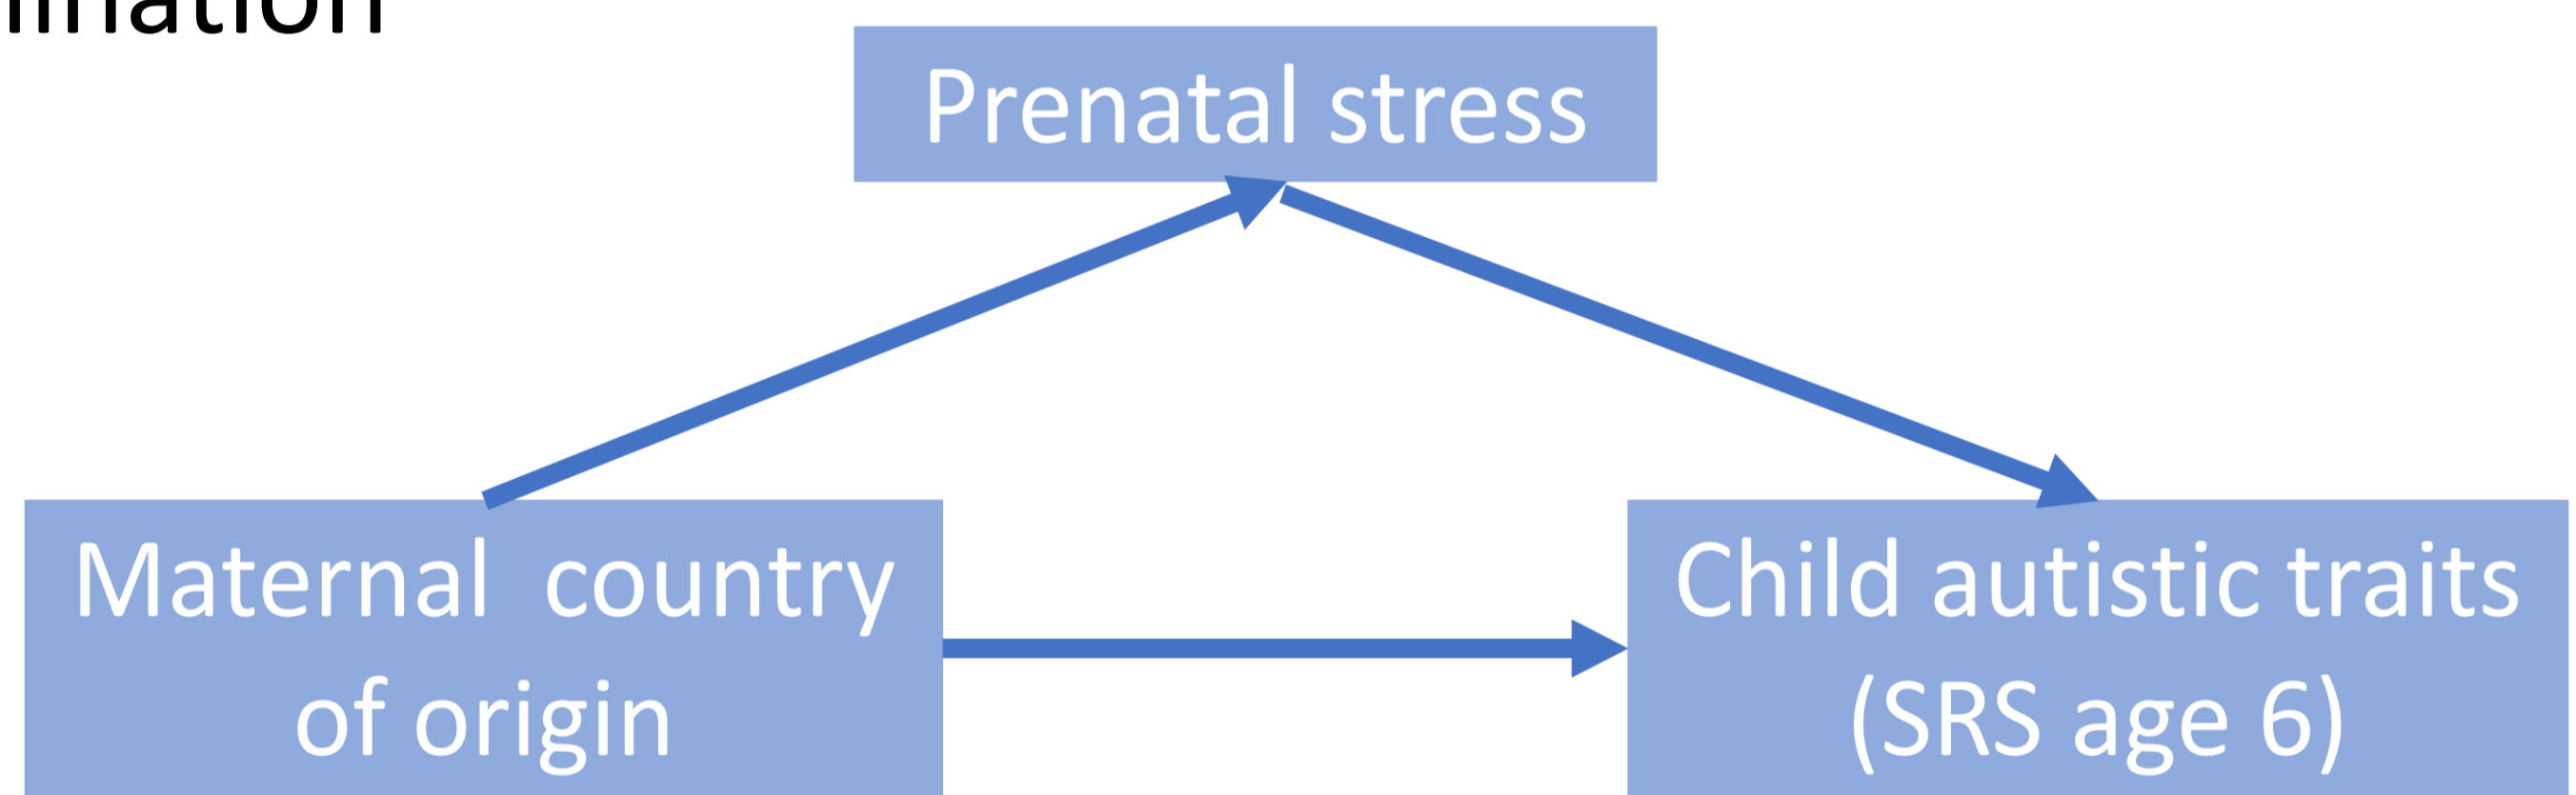 Prenatal stress
Maternal country
of origin
Child autistic traits
(SRS age 6)